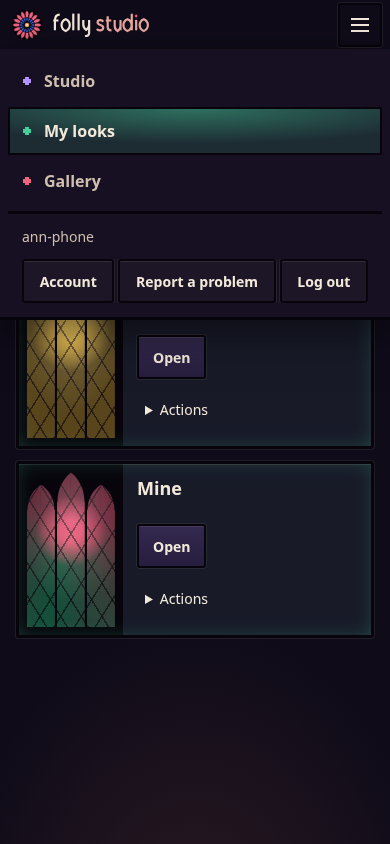 folly studio
Studio
My looks
Gallery
ann-phone
Account
Report a problem
Log out
Open
Actions
Mine
Open
Actions